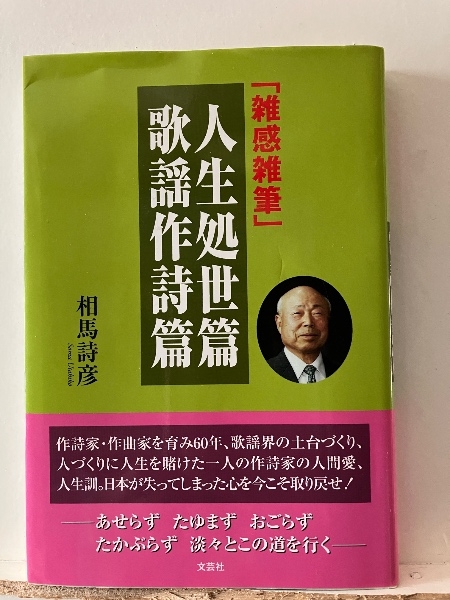 「雑感雑筆」
人生処世篇
歌謡作詩篇
相馬詩彦
作詩家・作曲家を育み60年、歌謡界の土台づくり、
人づくりに人生を賭けた一人の作詩家の人間愛、
人生訓。日本が失ってしまった心を今こそ取り戻せ!
——あせらず たゆまず おごらず
たかぶらず 淡々とこの道を行く——
文芸社